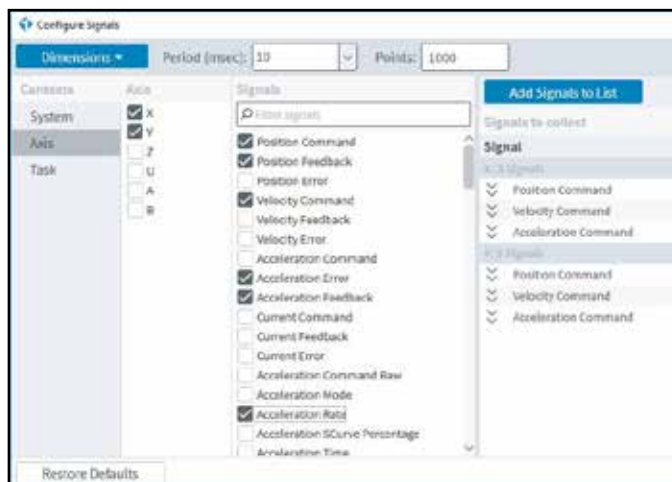 Configure Signals
Dimensions
Period (msec): 10
Points: 1000
Contexts
System
Axis
Task
Axis
X
Y
Z
U
A
B
Signals
Filter signals
Position Command
Position Feedback
Position Error
Velocity Command
Velocity Feedback
Velocity Error
Acceleration Command
Acceleration Error
Acceleration Feedback
Current Command
Current Feedback
Current Error
Acceleration Command Raw
Acceleration Mode
Acceleration Rate
Acceleration SCurve Percentage
Acceleration Time
Add Signals to List
Signals to collect
Signal
Signals
Position Command
Velocity Command
Acceleration Command
Signals
Position Command
Velocity Command
Acceleration Command
Restore Defaults